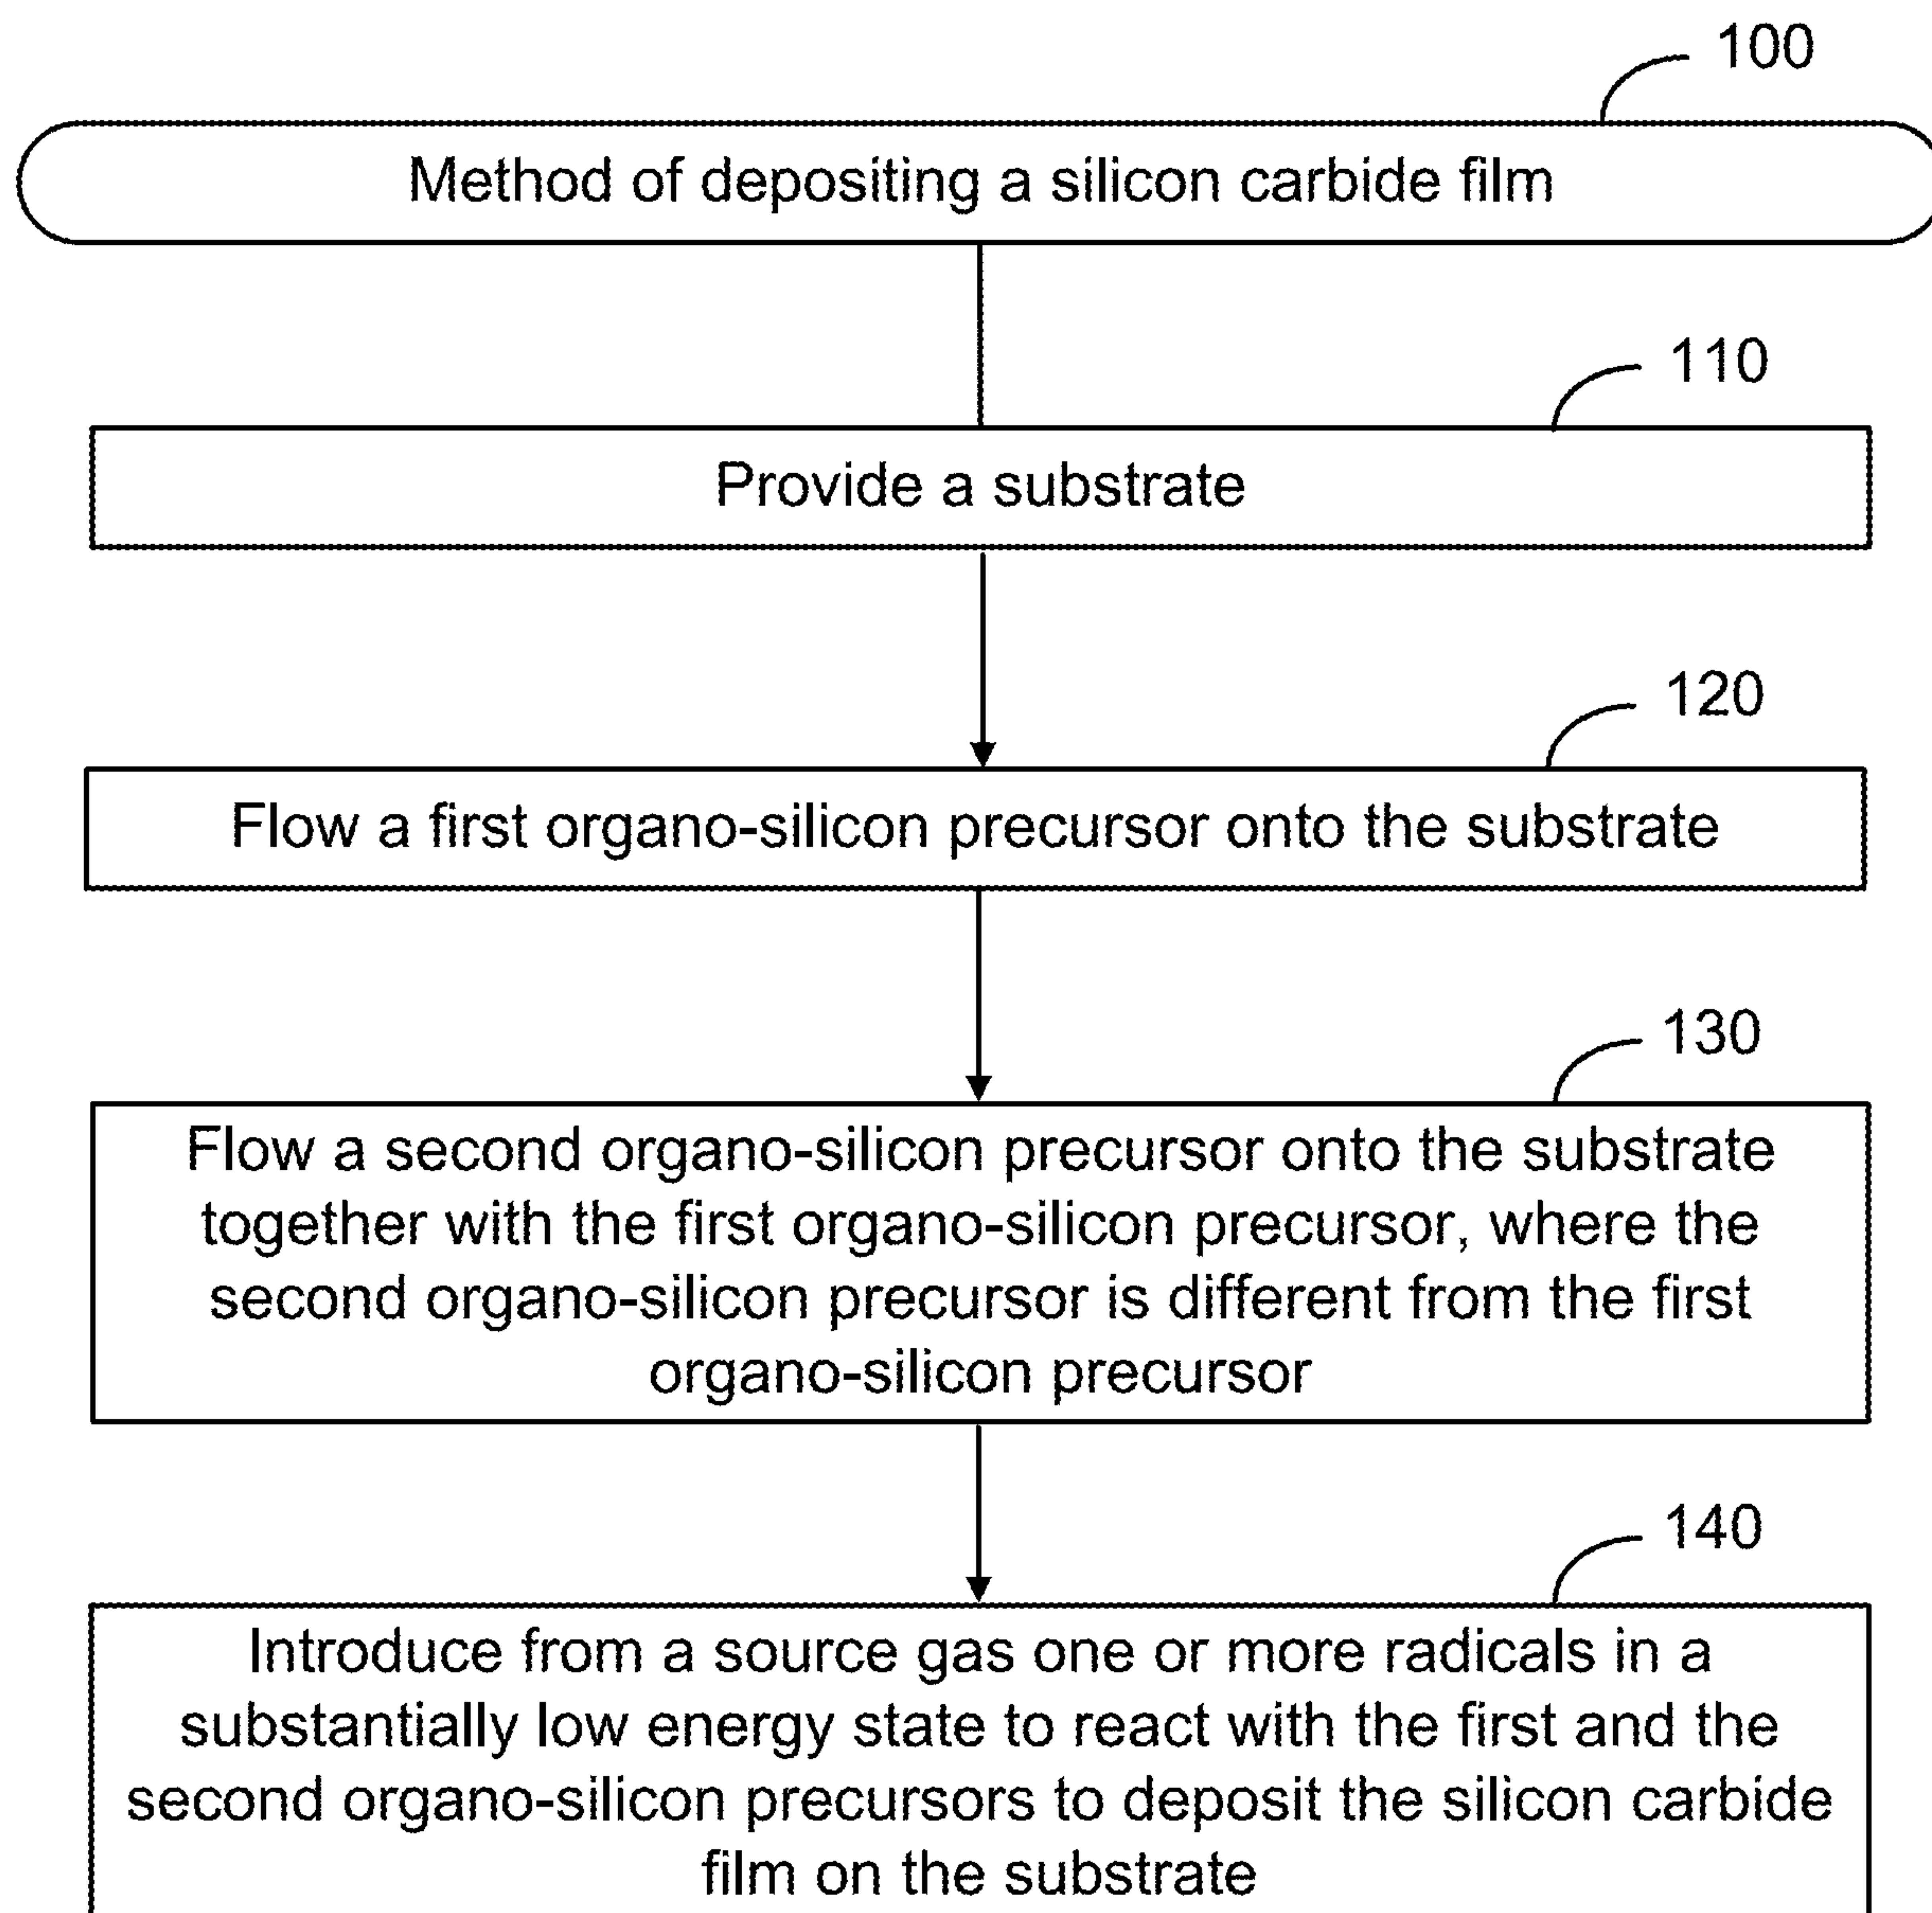 100
Method of depositing a silicon carbide film
110
Provide a substrate
120
Flow a first organo-silicon precursor onto the substrate
130
Flow a second organo-silicon precursor onto the substrate
together with the first organo-silicon precursor, where the
second organo-silicon precursor is different from the first
organo-silicon precursor
140
Introduce from a source gas one or more radicals in a
substantially low energy state to react with the first and the
second organo-silicon precursors to deposit the silicon carbide
film on the substrate